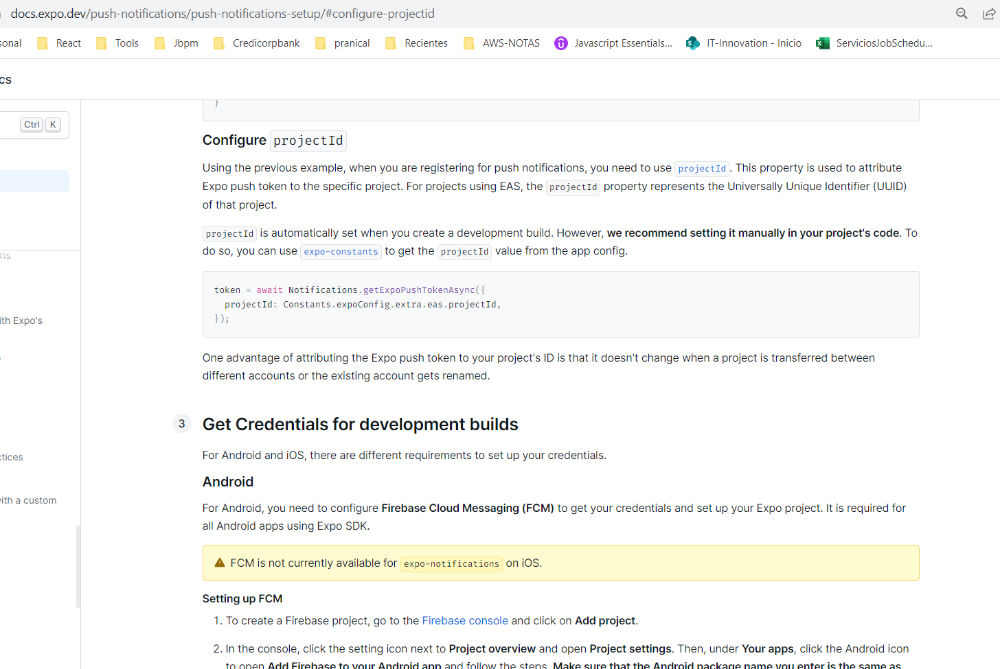 docs.expo.dev/push-notifications/push-notifications-setup/#configure-projectid
sonal React Tools Jbpm Credicorpbank pranical Recientes AWS-NOTAS Javascript Essentials... IT-Innovation - Inicio ServiciosJobSchedu...
cs
Ctrl K
}
Configure projectId
Using the previous example, when you are registering for push notifications, you need to use projectId. This property is used to attribute
Expo push token to the specific project. For projects using EAS, the projectId property represents the Universally Unique Identifier (UUID)
of that project.
projectId is automatically set when you create a development build. However, we recommend setting it manually in your project's code. To
do so, you can use expo-constants to get the projectId value from the app config.
ns
token = await Notifications.getExpoPushTokenAsync({
projectId: Constants.expoConfig.extra.eas.projectId,
});
ith Expo's
One advantage of attributing the Expo push token to your project's ID is that it doesn't change when a project is transferred between
different accounts or the existing account gets renamed.
3 Get Credentials for development builds
For Android and iOS, there are different requirements to set up your credentials.
ctices
Android
with a custom
For Android, you need to configure Firebase Cloud Messaging (FCM) to get your credentials and set up your Expo project. It is required for
all Android apps using Expo SDK.
FCM is not currently available for expo-notifications on iOS.
Setting up FCM
1. To create a Firebase project, go to the Firebase console and click on Add project.
2. In the console, click the setting icon next to Project overview and open Project settings. Then, under Your apps, click the Android icon
to open Add Firebase to your Android app and follow the steps. Make sure that the Android package name you enter is the same as